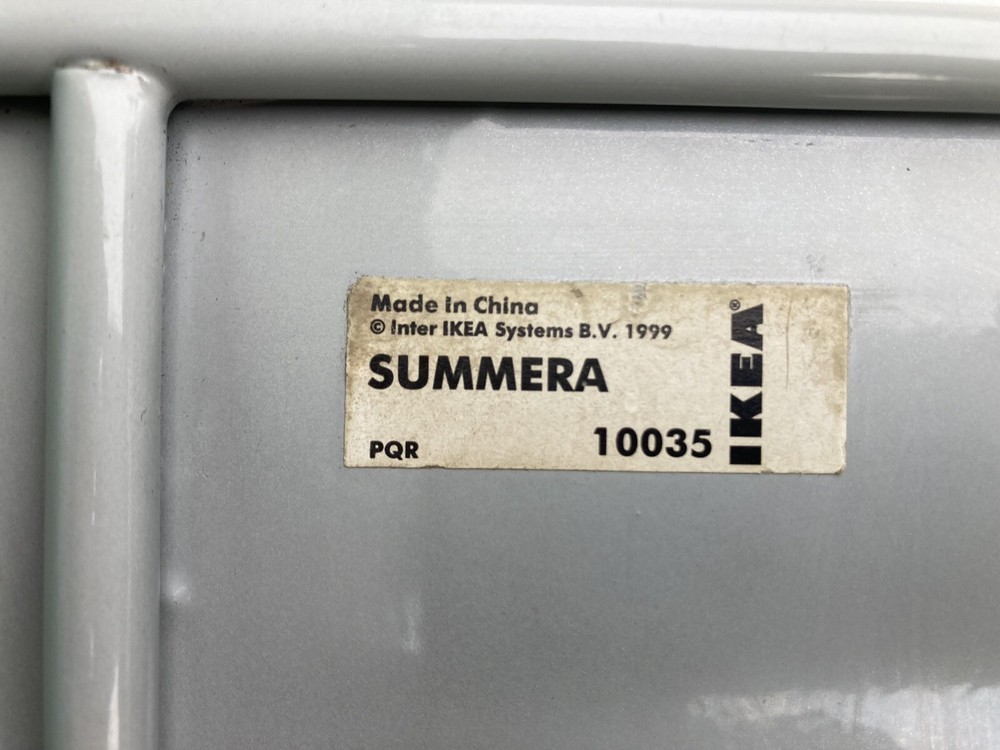 Made in China
© Inter IKEA Systems B.V. 1999
SUMMERA
PQR
10035
IKEA®